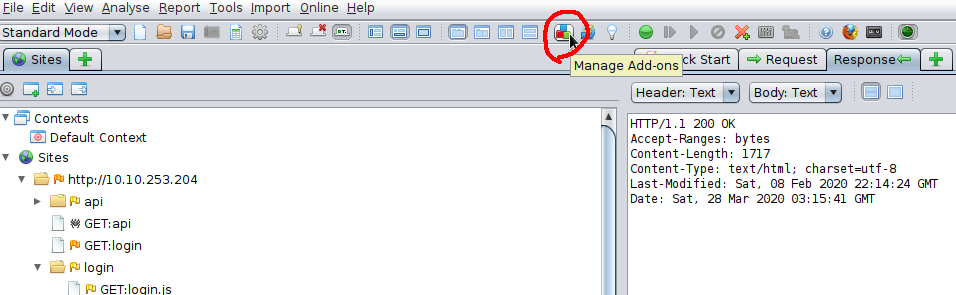 File Edit View Analyse Report Tools Import Online Help
Standard Mode
Sites
Manage Add-ons
Start
Request
Response
Header: Text
Body: Text
Contexts
Default Context
Sites
http://10.10.253.204
api
GET:api
GET:login
login
GET:login.js
HTTP/1.1 200 OK
Accept-Ranges: bytes
Content-Length: 1717
Content-Type: text/html; charset=utf-8
Last-Modified: Sat, 08 Feb 2020 22:14:24 GMT
Date: Sat, 28 Mar 2020 03:15:41 GMT